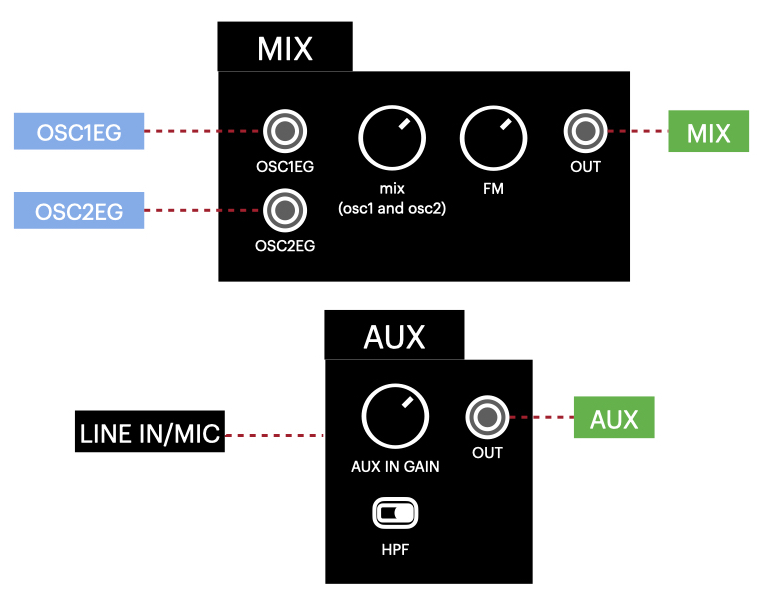 MIX
OSC1EG
OSC1EG
mix
(osc1 and osc2)
FM
OUT
MIX
OSC2EG
OSC2EG
AUX
LINE IN/MIC
AUX IN GAIN
OUT
AUX
HPF